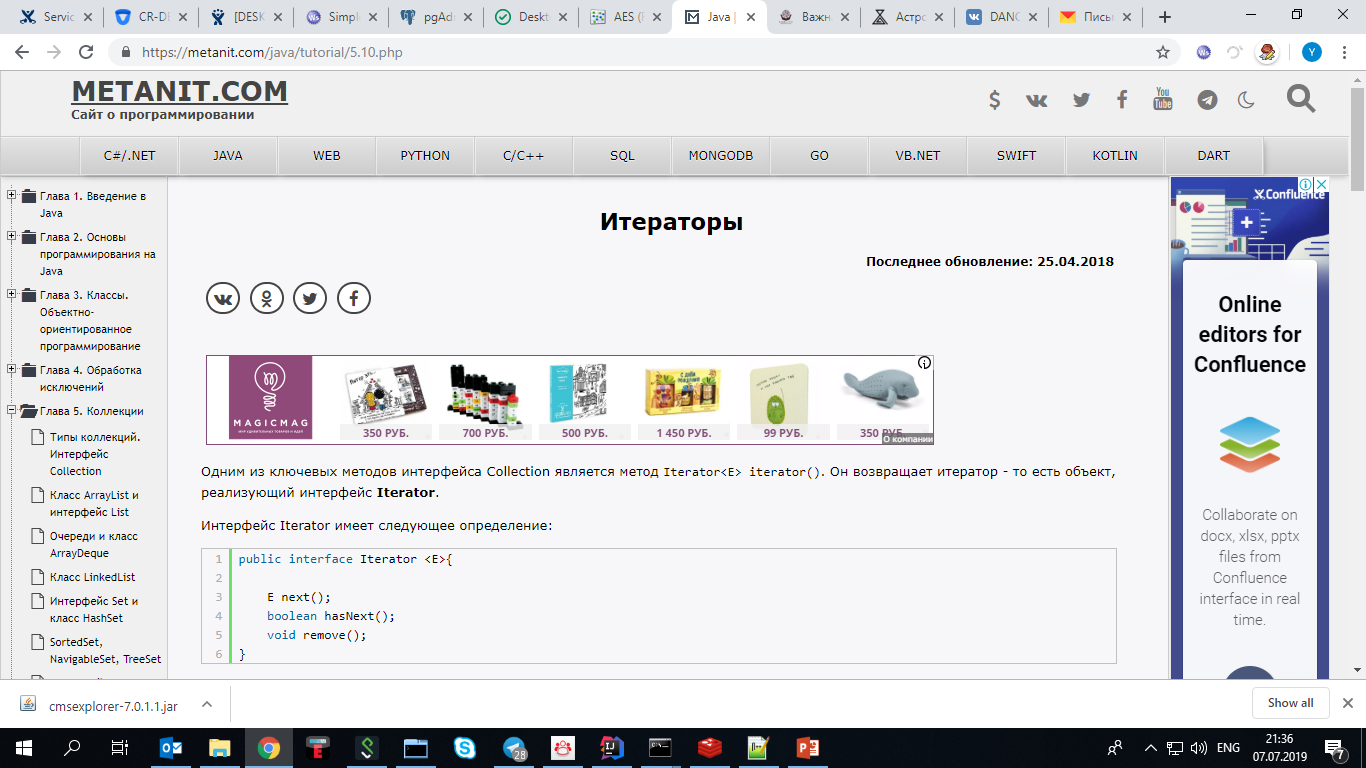 Servic
CR-DE
[DESK
Simple
pgAdm
Deskt
AES (
Java |
Важн
Астро
DANC
Письм
https://metanit.com/java/tutorial/5.10.php
Y
METANIT.COM
Сайт о программировании
You
Tube
C#/.NET JAVA WEB PYTHON C/C++ SQL MONGODB GO VB.NET SWIFT KOTLIN DART
Глава 1. Введение в
Java
Глава 2. Основы
программирования на
Java
Глава 3. Классы.
Объектно-
ориентированное
программирование
Глава 4. Обработка
исключений
Глава 5. Коллекции
Типы коллекций.
Интерфейс
Collection
Класс ArrayList и
интерфейс List
Очереди и класс
ArrayDeque
Класс LinkedList
Интерфейс Set и
класс HashSet
SortedSet,
NavigableSet, TreeSet
Итераторы
Последнее обновление: 25.04.2018
MAGICMAG
350 РУБ. 700 РУБ. 500 РУБ. 1 450 РУБ. 99 РУБ. 350 РУБ.
О компании
Одним из ключевых методов интерфейса Collection является метод Iterator<E> iterator(). Он возвращает итератор - то есть объект,
реализующий интерфейс Iterator.
Интерфейс Iterator имеет следующее определение:
1 public interface Iterator <E>{
2
3 E next();
4 boolean hasNext();
5 void remove();
6 }
Confluence
Online
editors for
Confluence
Collaborate on
docx, xlsx, pptx
files from
Confluence
interface in real
time.
cmsexplorer-7.0.1.1.jar
Show all
28
ENG
21:36
07.07.2019
7